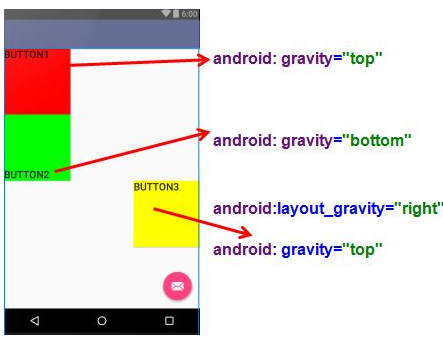 6:00
BUTTON1
android: gravity="top"
android: gravity="bottom"
BUTTON2
BUTTON3
android:layout_gravity="right"
android: gravity="top"